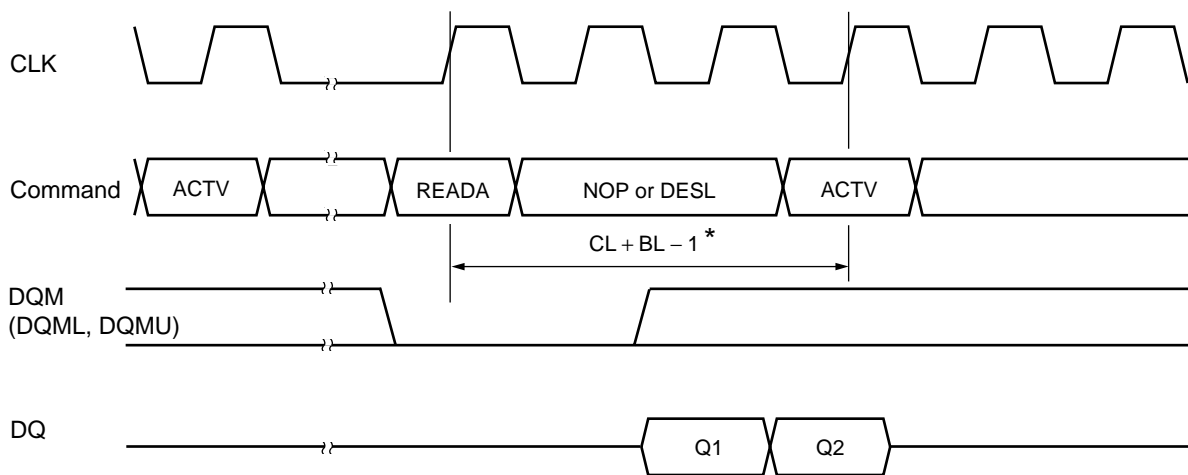 CLK
Command
ACTV
READA
NOP or DESL
ACTV
CL + BL − 1 *
DQM
(DQML, DQMU)
DQ
Q1
Q2